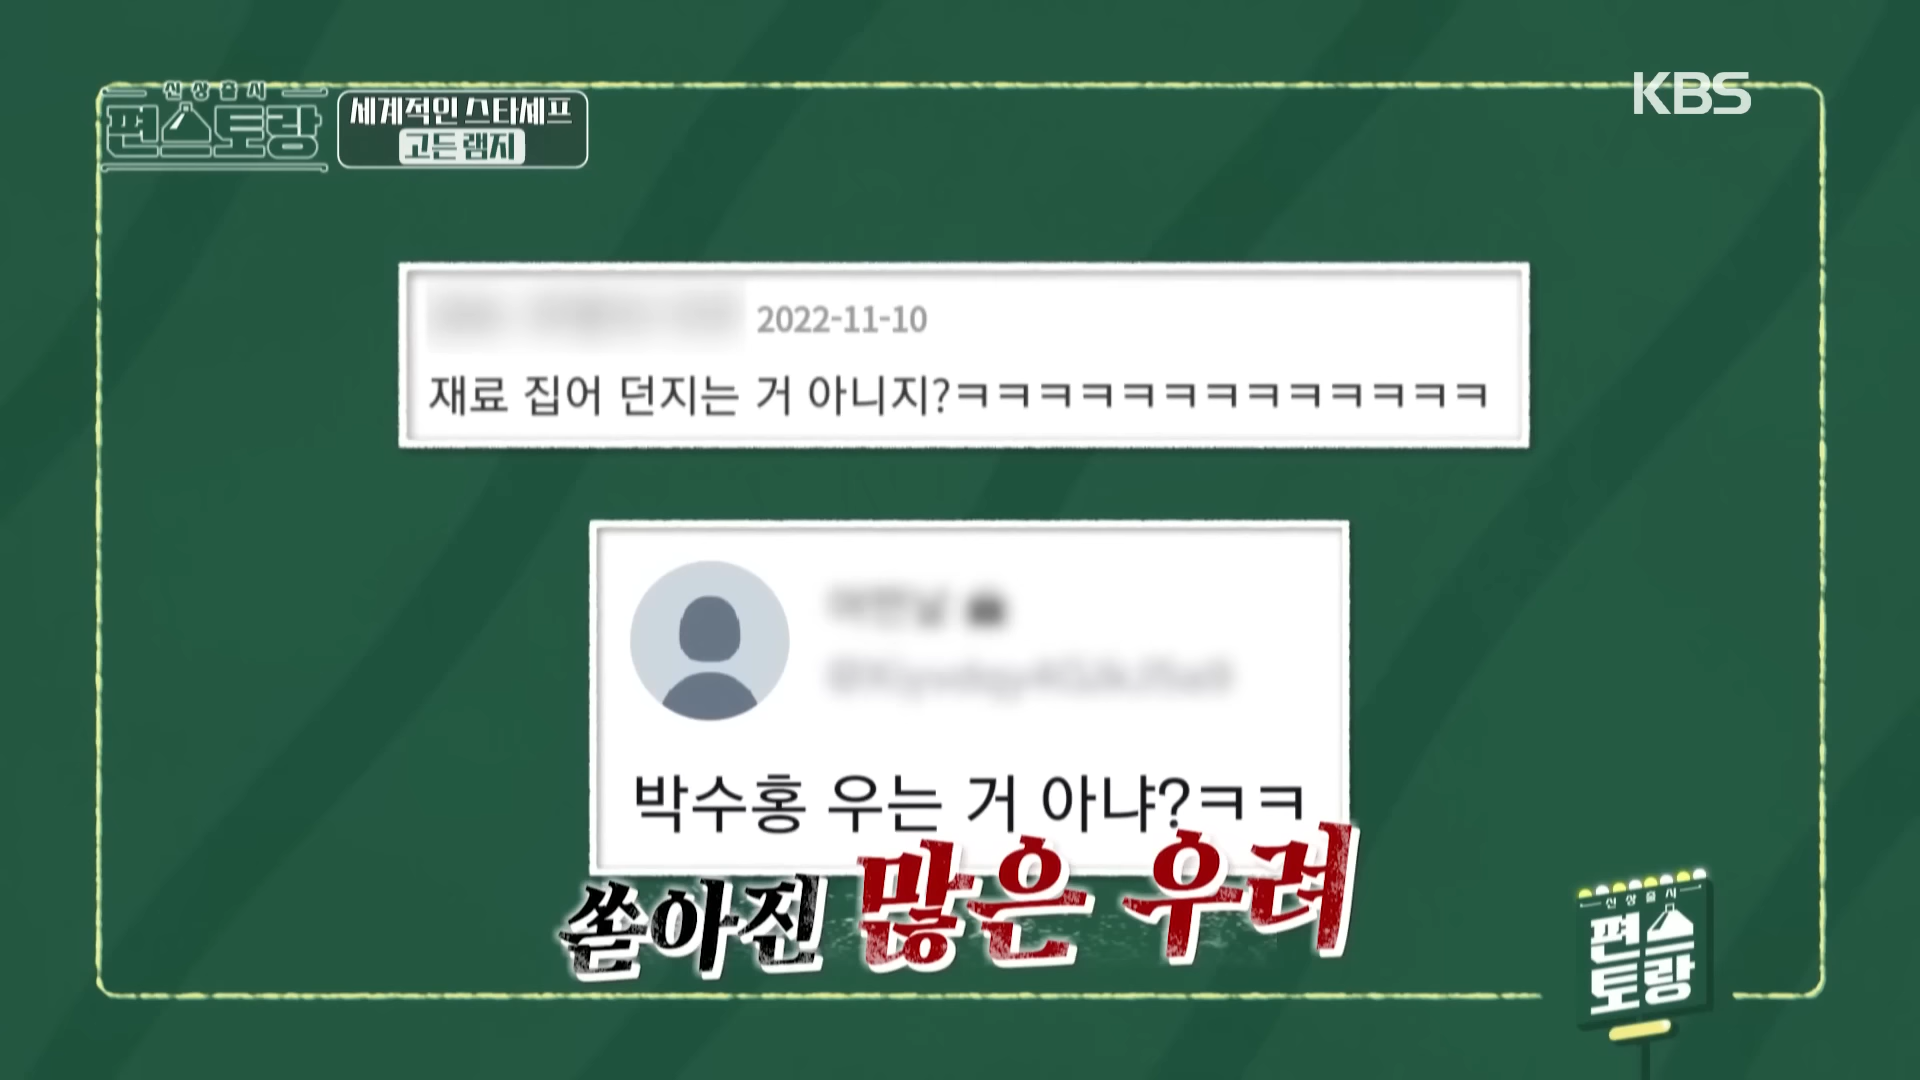 신상출시
편스토랑
세계적인 스타셰프
고든 램지
KBS
2022-11-10
재료 집어 던지는 거 아니지?ㅋㅋㅋㅋㅋㅋㅋㅋㅋㅋㅋㅋㅋ
박수홍 우는 거 아냐?ㅋㅋ
쏟아진 많은 우려
신상출시
편스
토랑